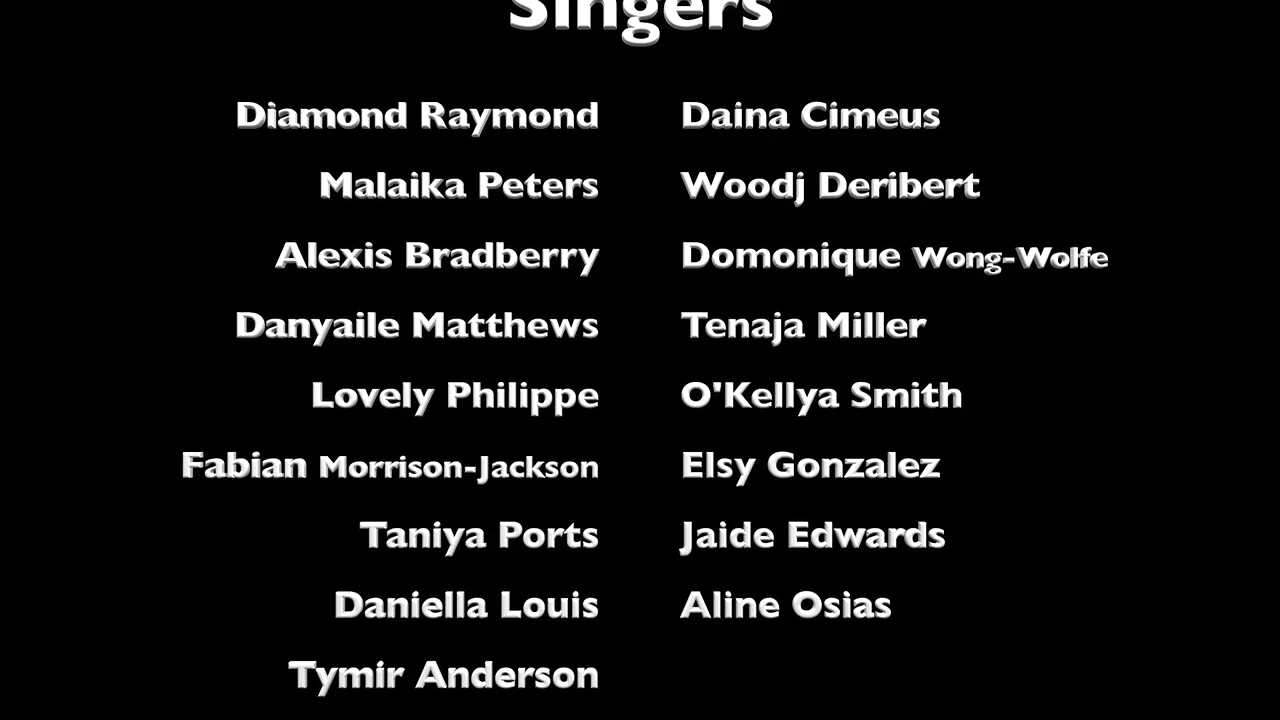 Singers
Diamond Raymond Daina Cimeus
Malaika Peters Woodj Deribert
Alexis Bradberry Domonique Wong-Wolfe
Danyaile Matthews Tenaja Miller
Lovely Philippe O'Kellya Smith
Fabian Morrison-Jackson Elsy Gonzalez
Taniya Ports Jaide Edwards
Daniella Louis Aline Osias
Tymir Anderson